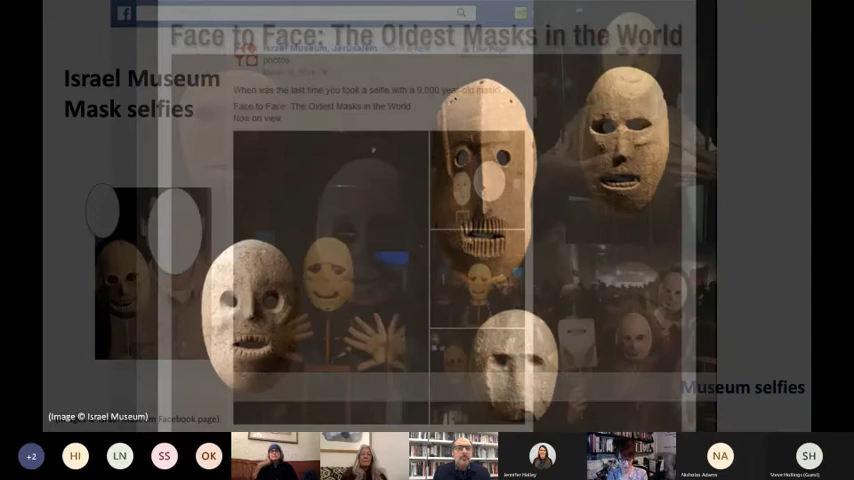 Face to Face: The Oldest Masks in the World
Israel Museum, Jerusalem
photos
Israel Museum
Mask selfies
When was the last time you took a selfie with a 9,000 year-old mask?
Face to Face: The Oldest Masks in the World
Now on view
Museum selfies
(Image © Israel Museum)
Facebook page)
+2
HI
LN
SS
OK
Jennifer Hallay
Nicholas Adams
NA
Steve Hollings (Guest)
SH